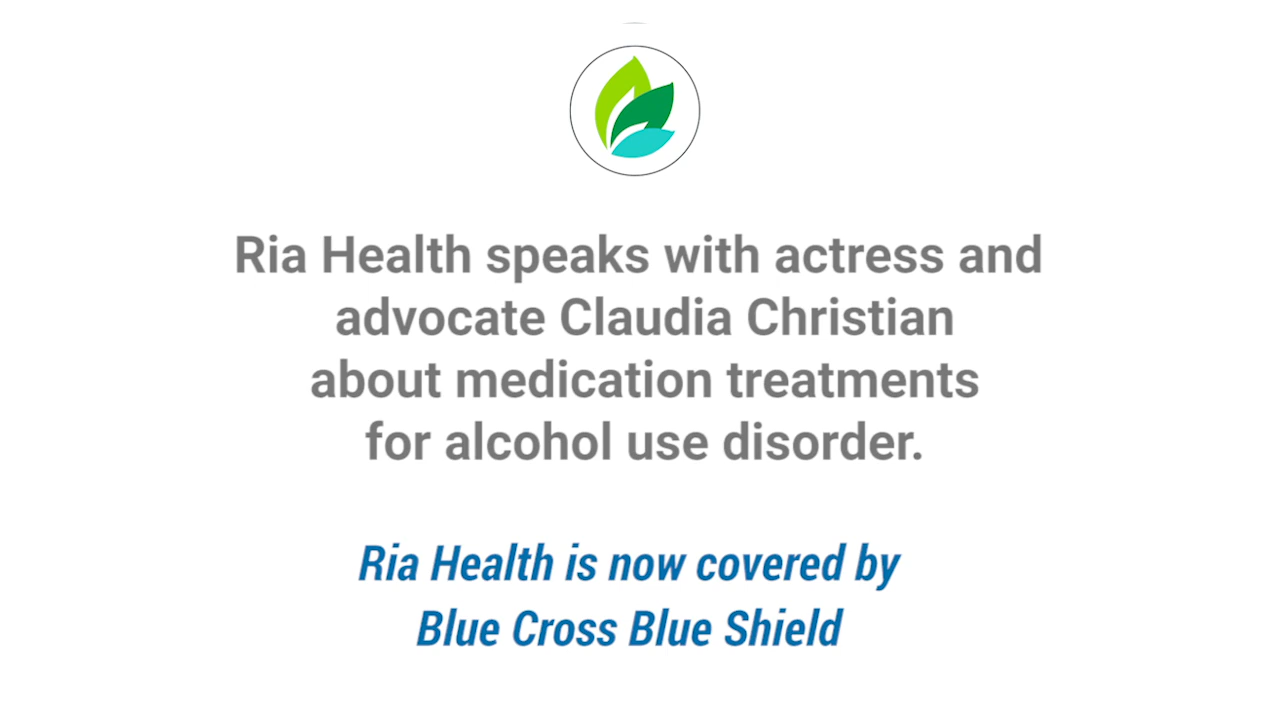 Ria Health speaks with actress and
advocate Claudia Christian
about medication treatments
for alcohol use disorder.
Ria Health is now covered by
Blue Cross Blue Shield